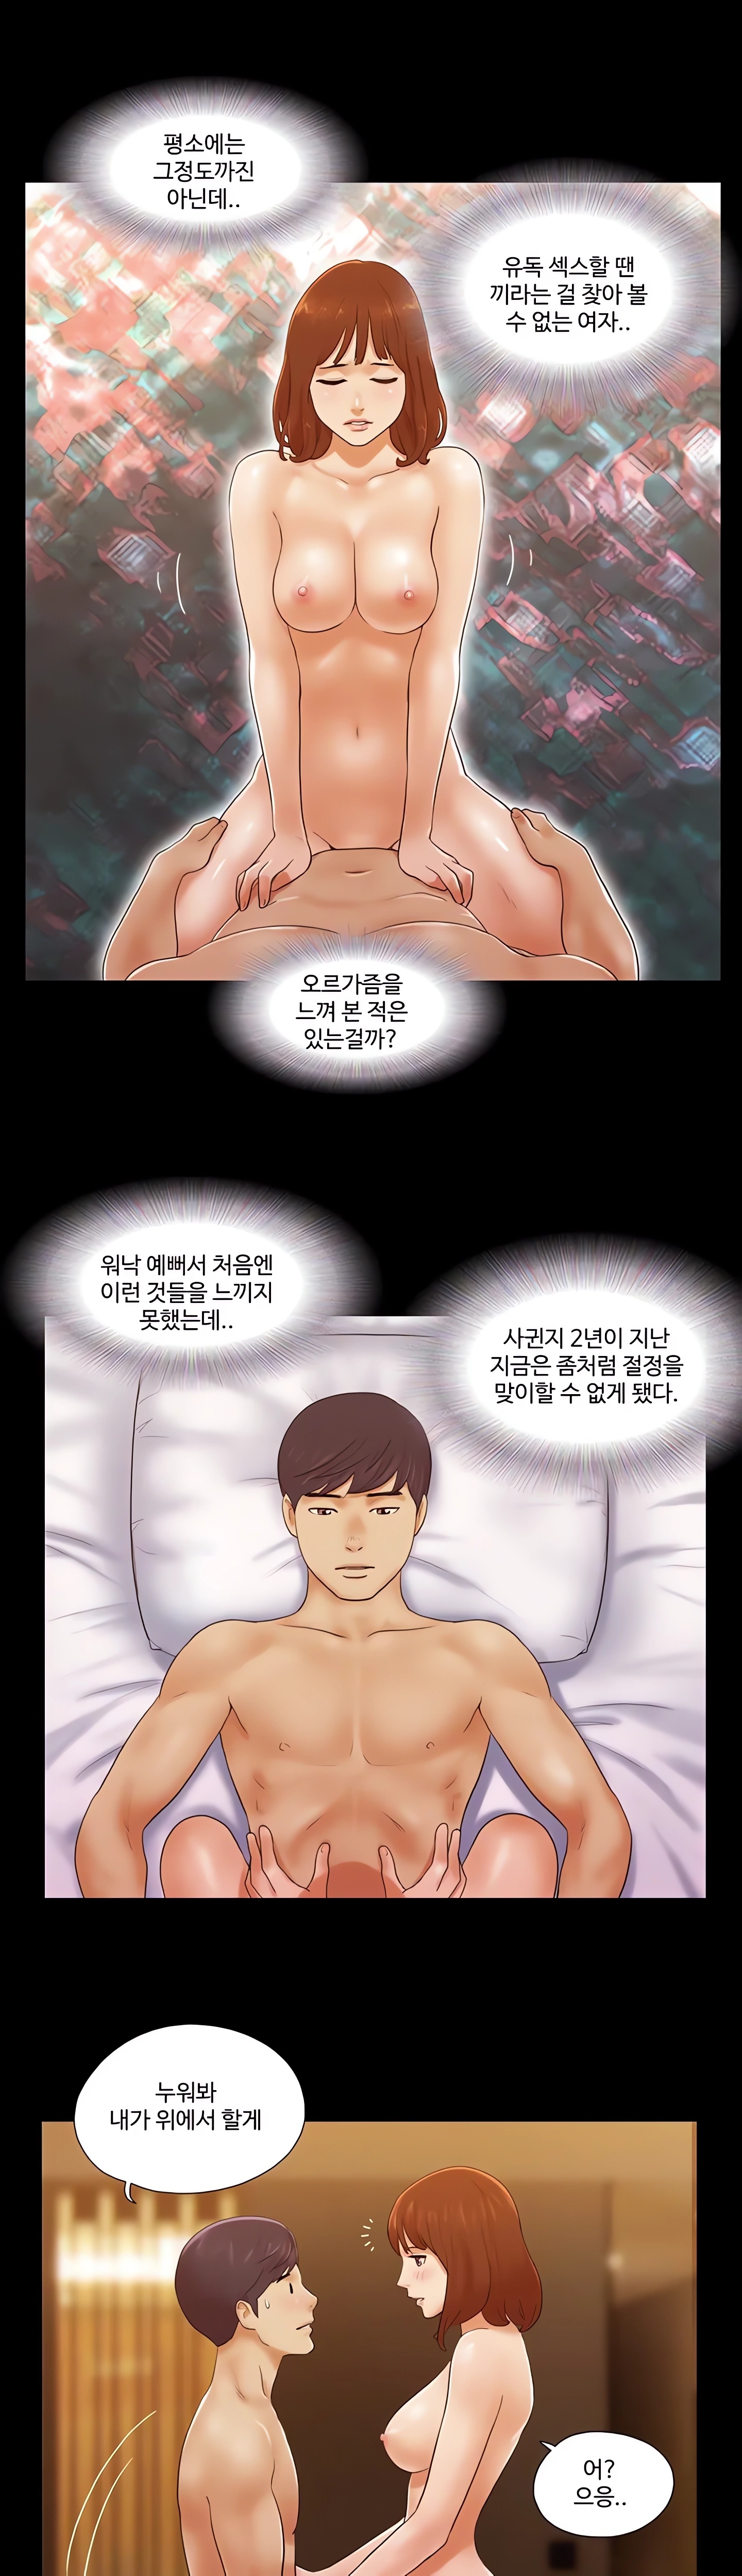 평소에는
그정도까진
아닌데..
유독 섹스할 땐
끼라는 걸 찾아 볼
수 없는 여자..
오르가즘을
느껴 본 적은
있는걸까?
워낙 예뻐서 처음엔
이런 것들을 느끼지
못했는데..
사귄지 2년이 지난
지금은 좀처럼 절정을
맞이할 수 없게 됐다.
누워봐
내가 위에서 할게
어?
으응..